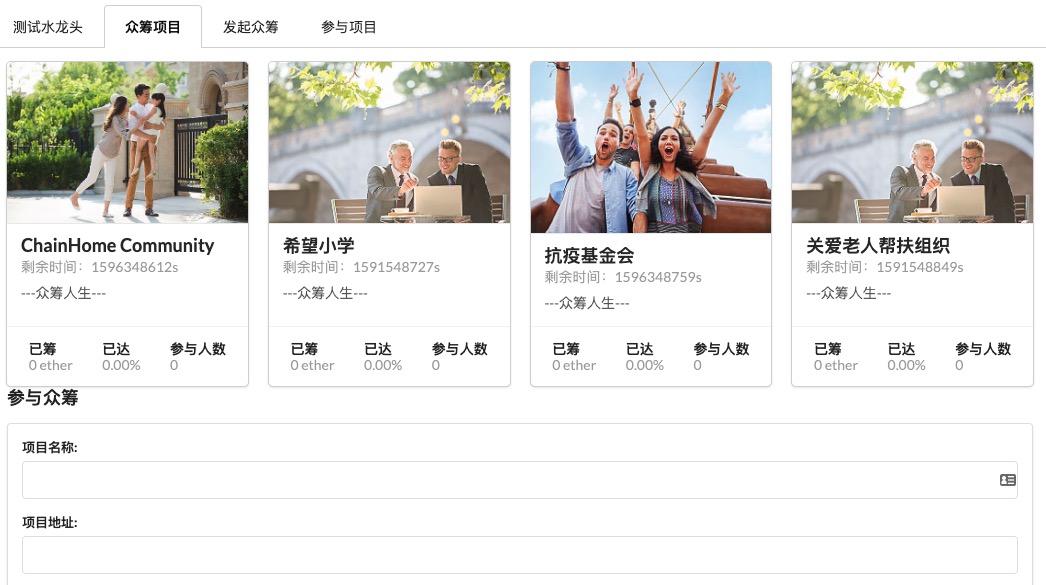 测试水龙头 众筹项目 发起众筹 参与项目
ChainHome Community
剩余时间：1596348612s
---众筹人生---
已筹 已达 参与人数
0 ether 0.00% 0
希望小学
剩余时间：1591548727s
---众筹人生---
已筹 已达 参与人数
0 ether 0.00% 0
抗疫基金会
剩余时间：1596348759s
---众筹人生---
已筹 已达 参与人数
0 ether 0.00% 0
关爱老人帮扶组织
剩余时间：1591548849s
---众筹人生---
已筹 已达 参与人数
0 ether 0.00% 0
参与众筹
项目名称:
项目地址: